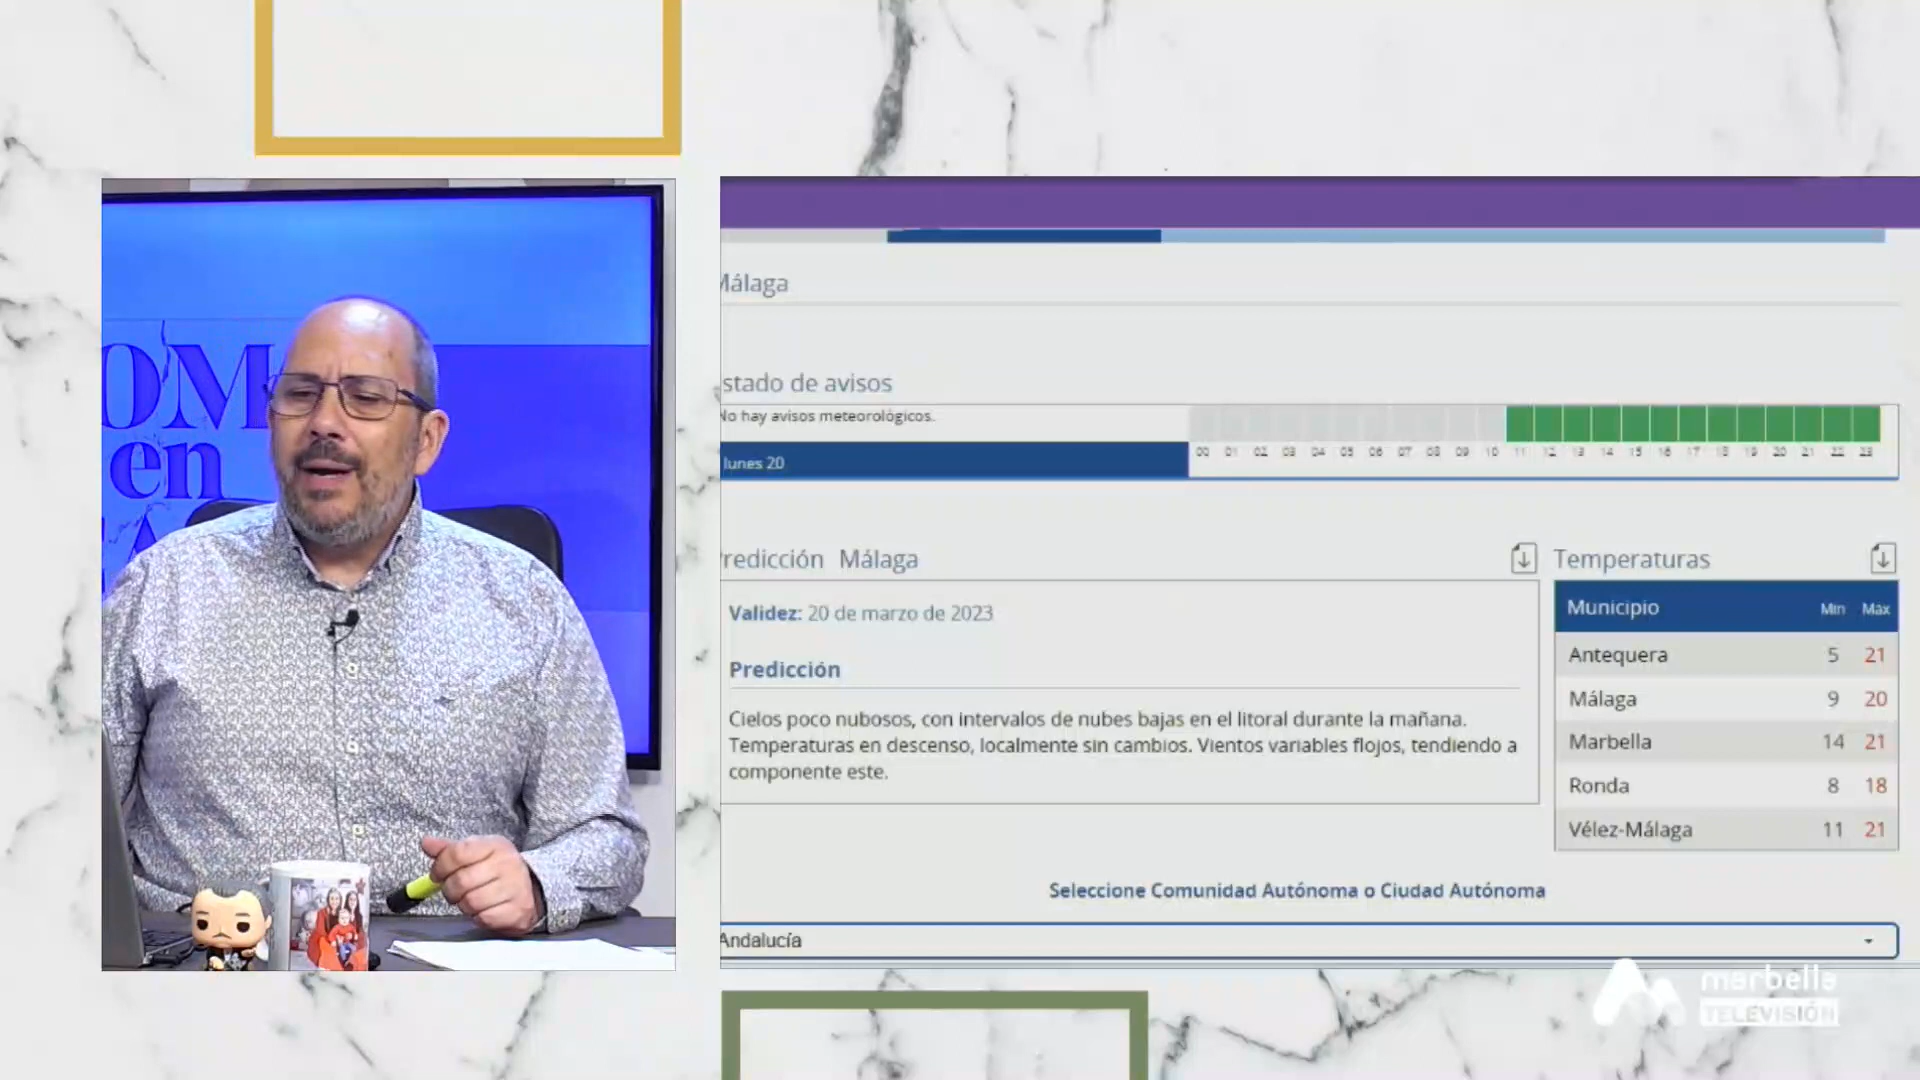 OM
en
Málaga
stado de avisos
No hay avisos meteorológicos.
lunes 20
00 01 02 03 04 05 06 07 08 09 10 11 12 13 14 15 16 17 18 19 20 21 22 23
redicción Málaga
Validez: 20 de marzo de 2023
Predicción
Cielos poco nubosos, con intervalos de nubes bajas en el litoral durante la mañana.
Temperaturas en descenso, localmente sin cambios. Vientos variables flojos, tendiendo a
componente este.
Temperaturas
Municipio Min Max
Antequera 5 21
Málaga 9 20
Marbella 14 21
Ronda 8 18
Vélez-Málaga 11 21
Seleccione Comunidad Autónoma o Ciudad Autónoma
Andalucía
marbella
TELEVISIÓN